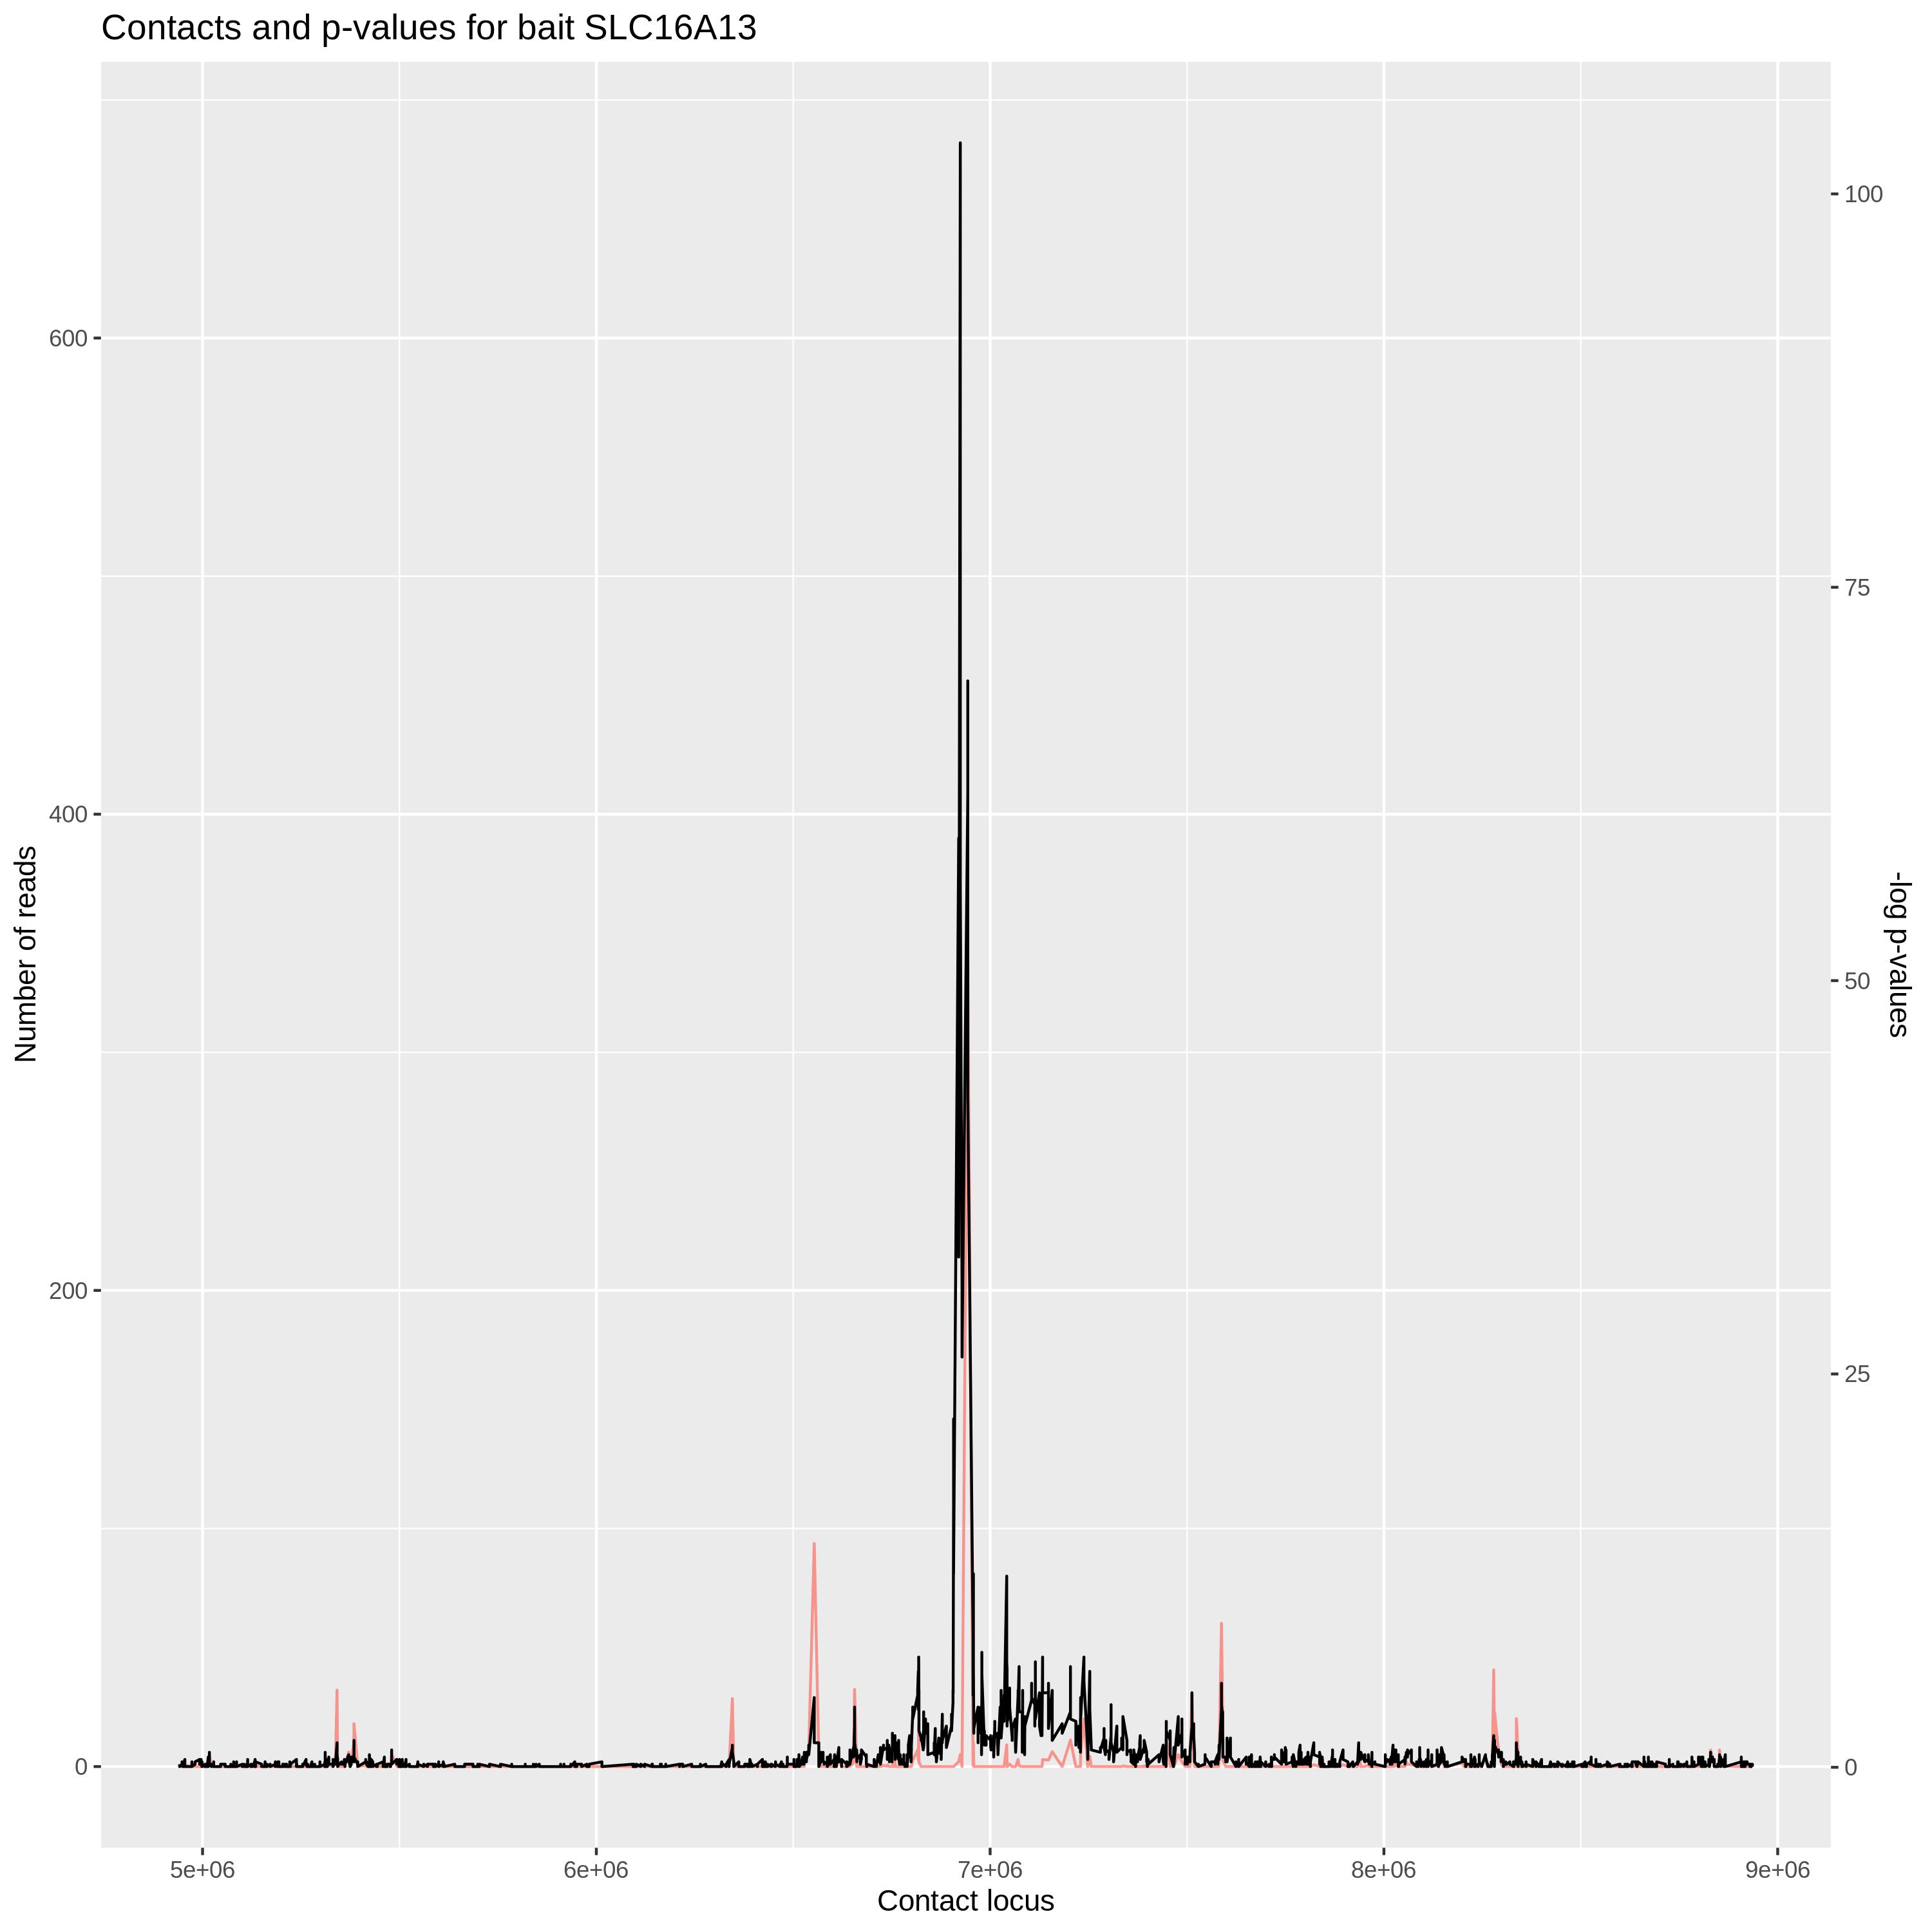 Contacts and p-values for bait SLC16A13
600
400
200
0
Number of reads
100
75
50
25
0
-log p-values
5e+06
6e+06
7e+06
8e+06
9e+06
Contact locus